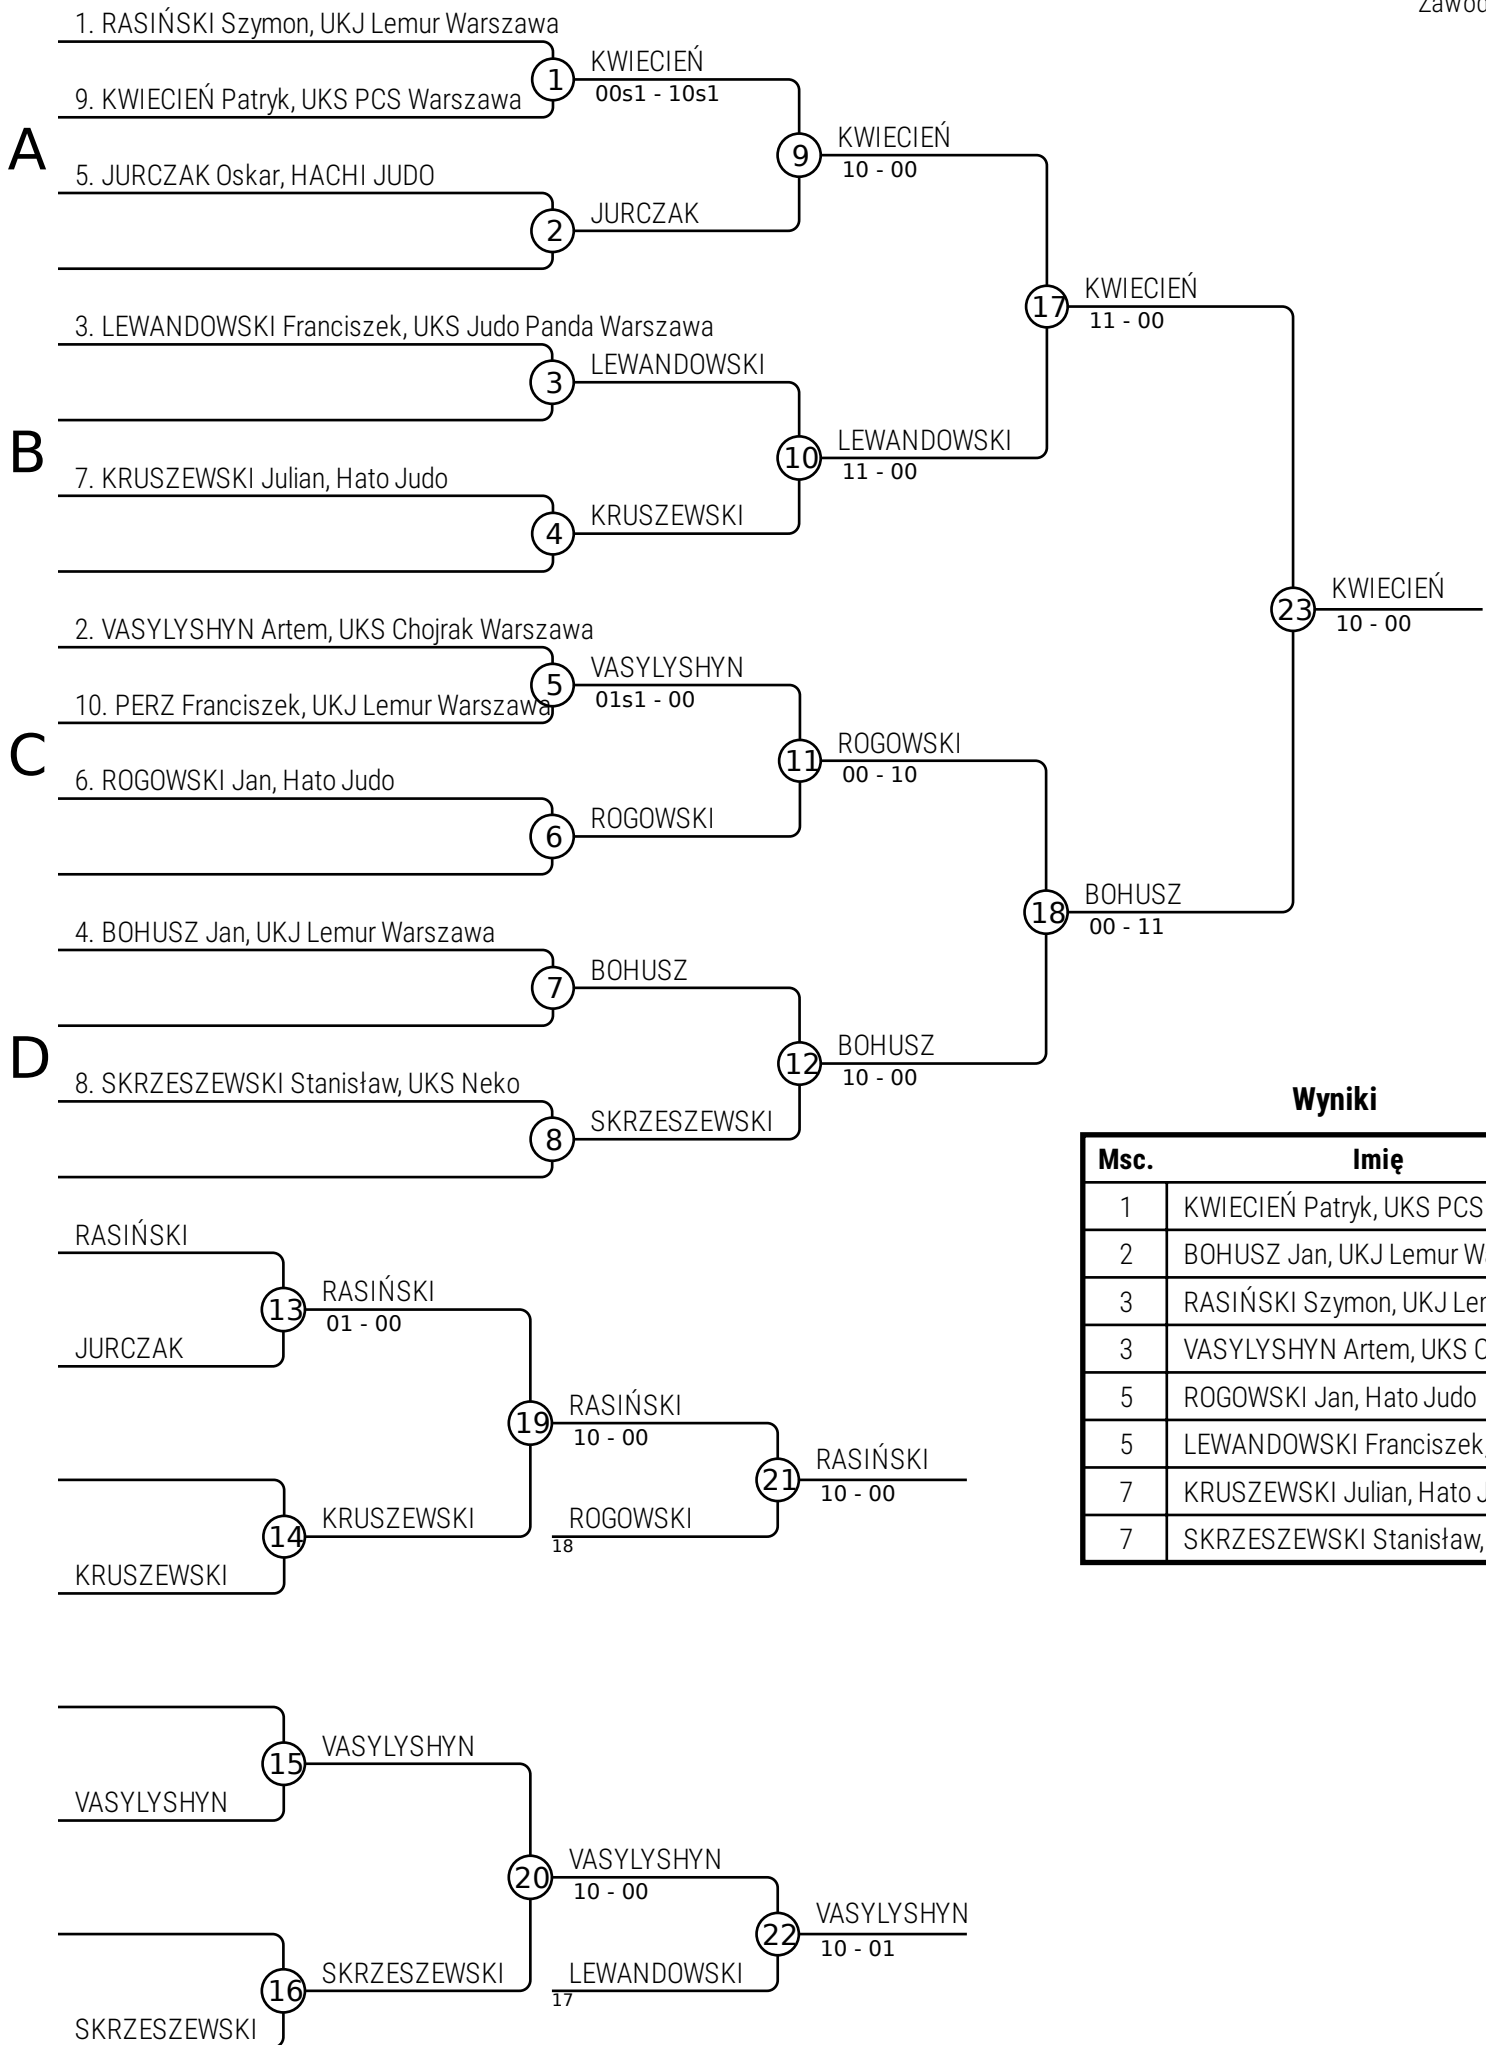 1. RASIŃSKI Szymon, UKJ Lemur Warszawa
1
KWIECIEŃ
00s1 - 10s1
9. KWIECIEŃ Patryk, UKS PCS Warszawa
A
9
KWIECIEŃ
10 - 00
5. JURCZAK Oskar, HACHI JUDO
2
JURCZAK
17
KWIECIEŃ
11 - 00
3. LEWANDOWSKI Franciszek, UKS Judo Panda Warszawa
3
LEWANDOWSKI
B
10
LEWANDOWSKI
11 - 00
7. KRUSZEWSKI Julian, Hato Judo
4
KRUSZEWSKI
23
KWIECIEŃ
10 - 00
2. VASYLYSHYN Artem, UKS Chojrak Warszawa
5
VASYLYSHYN
01s1 - 00
10. PERZ Franciszek, UKJ Lemur Warszawa
C
11
ROGOWSKI
00 - 10
6. ROGOWSKI Jan, Hato Judo
6
ROGOWSKI
18
BOHUSZ
00 - 11
4. BOHUSZ Jan, UKJ Lemur Warszawa
7
BOHUSZ
D
12
BOHUSZ
10 - 00
8. SKRZESZEWSKI Stanisław, UKS Neko
8
SKRZESZEWSKI
Wyniki
Msc. Imię
1 KWIECIEŃ Patryk, UKS PCS
2 BOHUSZ Jan, UKJ Lemur
3 RASIŃSKI Szymon, UKJ
3 VASYLYSHYN Artem, UKS
5 ROGOWSKI Jan, Hato Judo
5 LEWANDOWSKI Franciszek,
7 KRUSZEWSKI Julian, Hato
7 SKRZESZEWSKI Stanisław,
RASIŃSKI
13
RASIŃSKI
01 - 00
JURCZAK
19
RASIŃSKI
10 - 00
21
RASIŃSKI
10 - 00
14
KRUSZEWSKI
ROGOWSKI
18
KRUSZEWSKI
15
VASYLYSHYN
VASYLYSHYN
20
VASYLYSHYN
10 - 00
22
VASYLYSHYN
10 - 01
16
SKRZESZEWSKI
LEWANDOWSKI
17
SKRZESZEWSKI